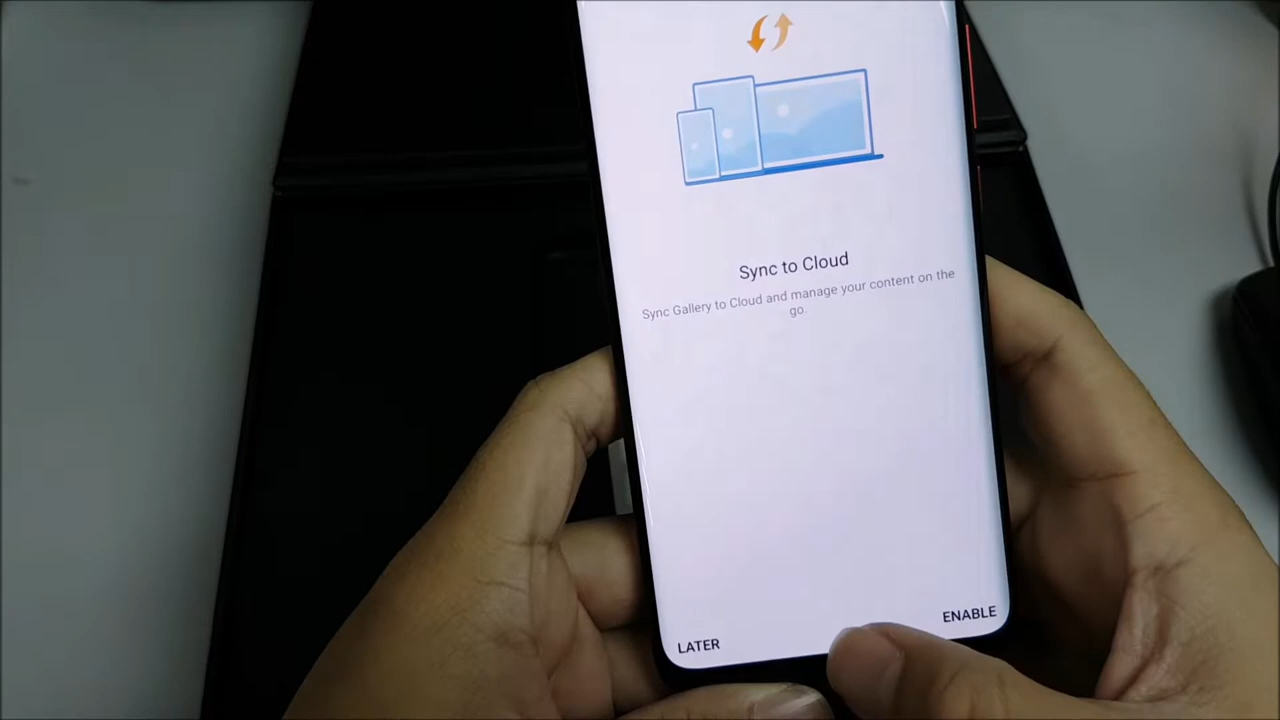 Sync to Cloud
Sync Gallery to Cloud and manage your content on the
go.
LATER
ENABLE